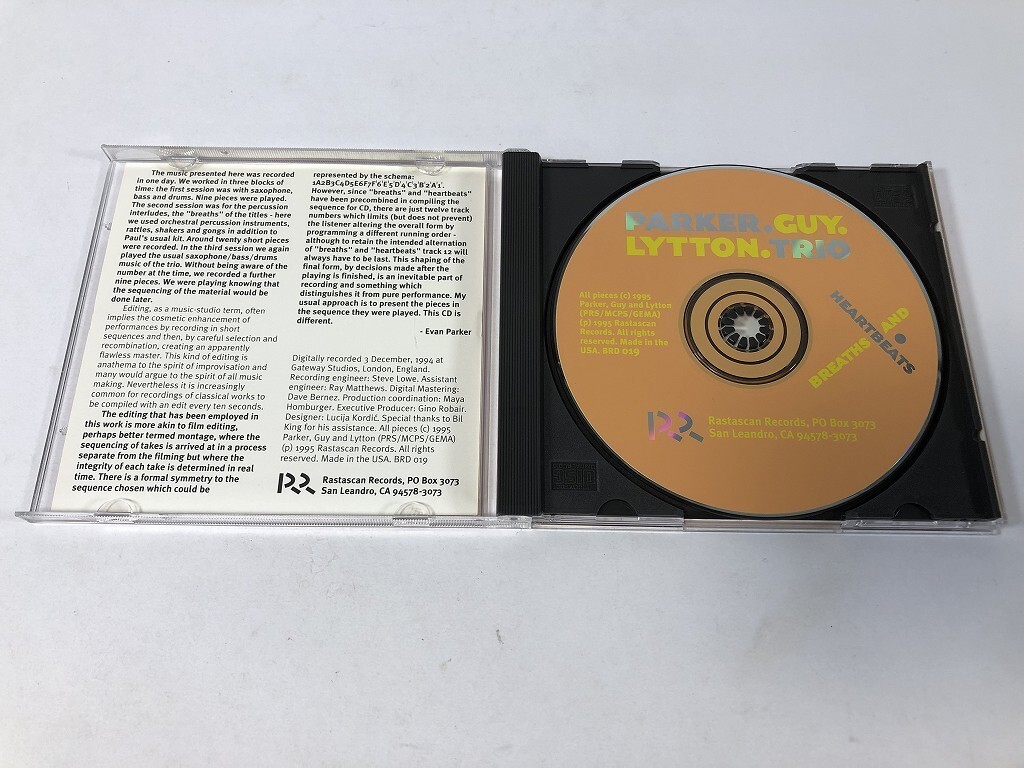 The music presented here was recorded
in one day. We worked in three blocks of
time: the first session was with saxophone,
bass and drums. Nine pieces were played.
The second session was for the percussion
interludes, the "breaths" of the titles - here
we used orchestral percussion instruments,
rattles, shakers and gongs in addition to
Paul's usual kit. Around twenty short pieces
were recorded. In the third session we again
played the usual saxophone/bass/drums
music of the trio. Without being aware of the
number at the time, we recorded a further
nine pieces. We were playing knowing that
the sequencing of the material would be
done later.
Editing, as a music-studio term, often
implies the cosmetic enhancement of
performances by recording in short
sequences and then, by careful selection and
recombination, creating an apparently
flawless master. This kind of editing is
anathema to the spirit of improvisation and
many would argue to the spirit of all music
making. Nevertheless it is increasingly
common for recordings of classical works to
be compiled with an edit every ten seconds.
The editing that has been employed in
this work is more akin to film editing,
perhaps better termed montage, where the
sequencing of takes is arrived at in a process
separate from the filming but where the
integrity of each take is determined in real
time. There is a formal symmetry to the
sequence chosen which could be
represented by the schema:
1A2B3C4D5E6F7F'6'E'5'D'4'C'3'B'2'A'1'.
However, since "breaths" and "heartbeats"
have been precombined in compiling the
sequence for CD, there are just twelve track
numbers which limits (but does not prevent)
the listener altering the overall form by
programming a different running order -
although to retain the intended alternation
of "breaths" and "heartbeats" track 12 will
always have to be last. This shaping of the
final form, by decisions made after the
playing is finished, is an inevitable part of
recording and something which
distinguishes it from pure performance. My
usual approach is to present the pieces in
the sequence they were played. This CD is
different.
- Evan Parker
Digitally recorded 3 December, 1994 at
Gateway Studios, London, England.
Recording engineer: Steve Lowe. Assistant
engineer: Ray Matthews. Digital Mastering:
Dave Bernez. Production coordination: Maya
Homburger. Executive Producer: Gino Robair.
Designer: Lucija Kordić. Special thanks to Bil
King for his assistance. All pieces (c) 1995
Parker, Guy and Lytton (PRS/MCPS/GEMA)
(p) 1995 Rastascan Records. All rights
reserved. Made in the USA. BRD 019
Rastascan Records, PO Box 3073
San Leandro, CA 94578-3073
PARKER.GUY.
LYTTON.TRIO
All pieces (c) 1995
Parker, Guy and Lytton
(PRS/MCPS/GEMA)
(p) 1995 Rastascan
Records. All rights
reserved. Made in the
USA. BRD 019
BREATHS AND
HEARTBEATS
Rastascan Records, PO Box 3073
San Leandro, CA 94578-3073